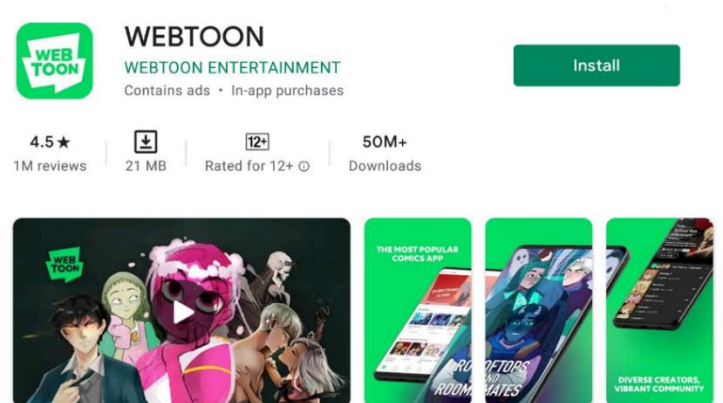 WEB
TOON
WEBTOON
WEBTOON ENTERTAINMENT
Contains ads • In-app purchases
Install
4.5★
1M reviews
21 MB
12+
Rated for 12+
50M+
Downloads
WEB
TOON
THE MOST POPULAR
COMICS APP
ROOFTOPS
AND
ROOMMATES
DIVERSE CREATORS,
VIBRANT COMMUNITY